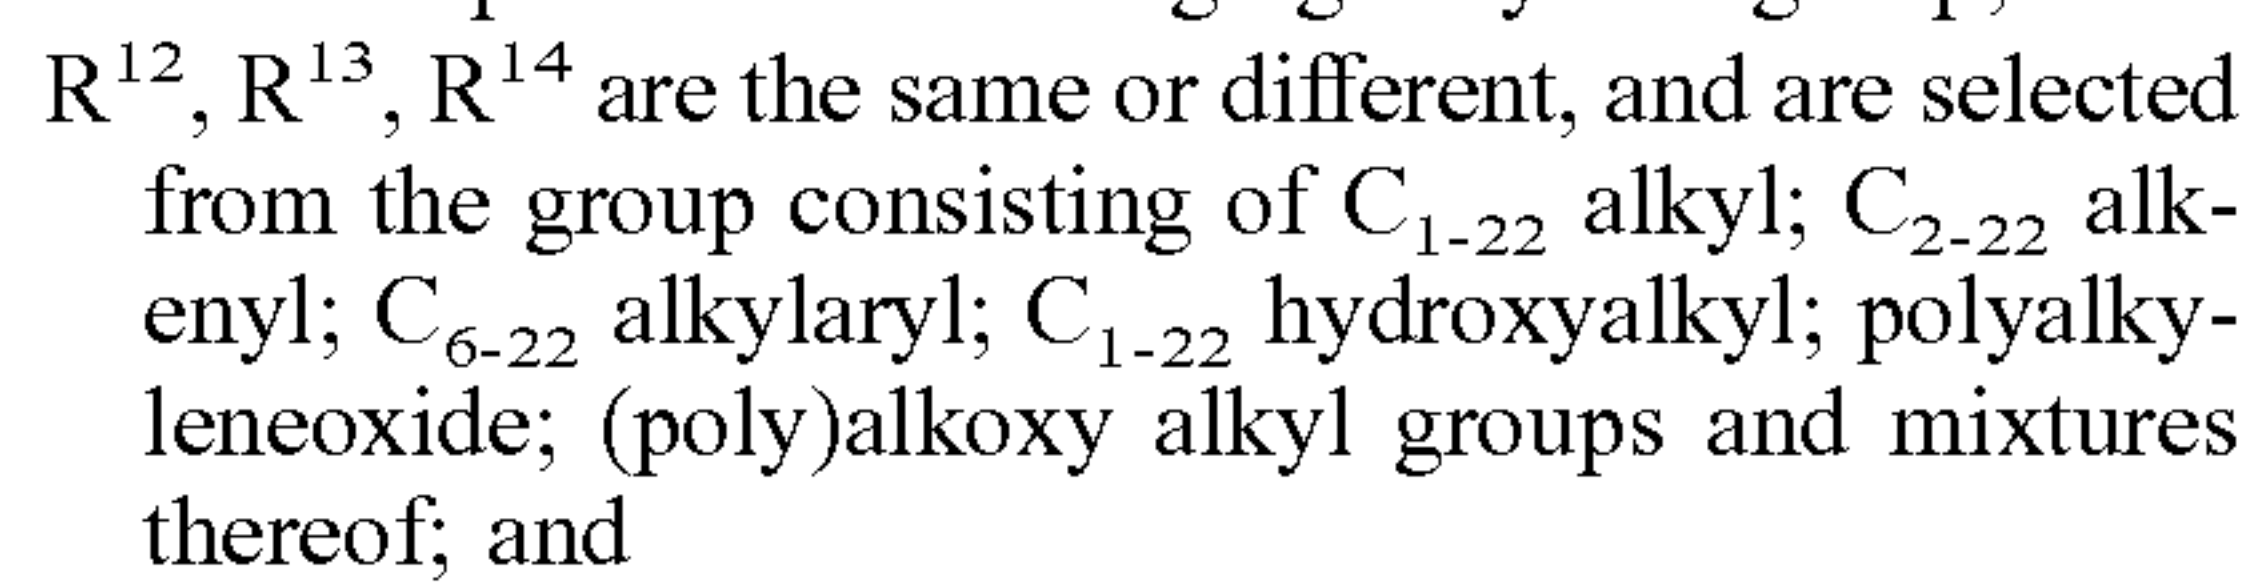 R¹², R¹³, R¹⁴ are the same or different, and are selected
from the group consisting of C₁₋₂₂ alkyl; C₂₋₂₂ alk-
enyl; C₆₋₂₂ alkylaryl; C₁₋₂₂ hydroxyalkyl; polyalky-
leneoxide; (poly)alkoxy alkyl groups and mixtures
thereof; and